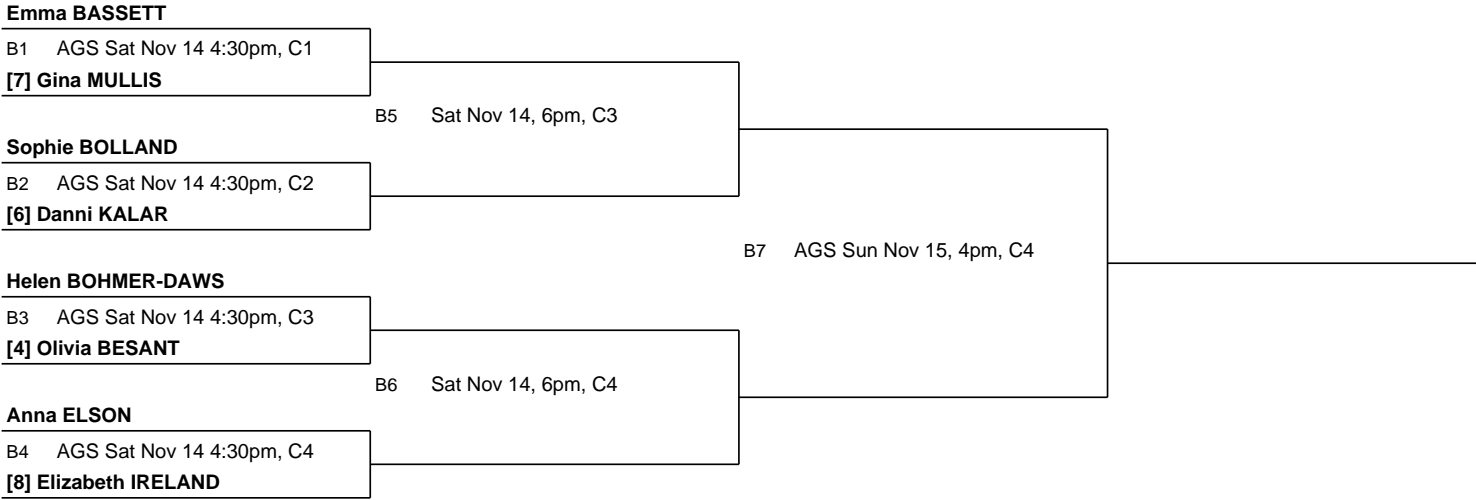 Emma BASSETT
B1 AGS Sat Nov 14 4:30pm, C1
[7] Gina MULLIS
B5 Sat Nov 14, 6pm, C3
Sophie BOLLAND
B2 AGS Sat Nov 14 4:30pm, C2
[6] Danni KALAR
B7 AGS Sun Nov 15, 4pm, C4
Helen BOHMER-DAWS
B3 AGS Sat Nov 14 4:30pm, C3
[4] Olivia BESANT
B6 Sat Nov 14, 6pm, C4
Anna ELSON
B4 AGS Sat Nov 14 4:30pm, C4
[8] Elizabeth IRELAND